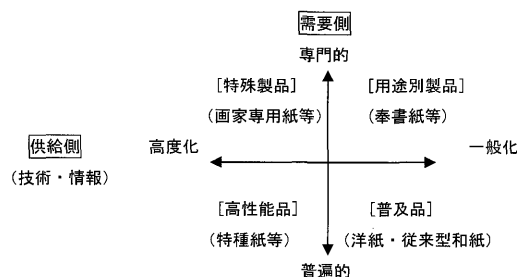 需要側
専門的
[特殊製品] [用途別製品]
(画家専用紙等) (奉書紙等)
供給側 高度化 一般化
(技術・情報)
[高性能品] [普及品]
(特種紙等) (洋紙・従来型和紙)
普遍的